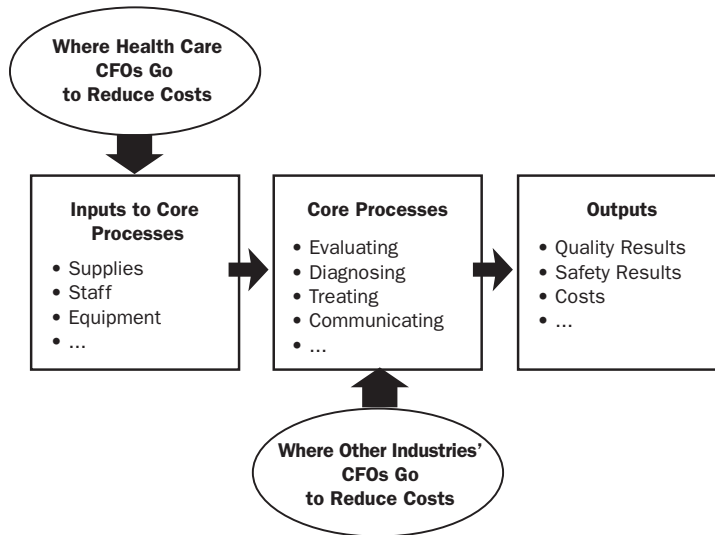 Where Health Care
CFOs Go
to Reduce Costs
Inputs to Core
Processes
• Supplies
• Staff
• Equipment
• ...
Core Processes
• Evaluating
• Diagnosing
• Treating
• Communicating
• ...
Outputs
• Quality Results
• Safety Results
• Costs
• ...
Where Other Industries’
CFOs Go
to Reduce Costs